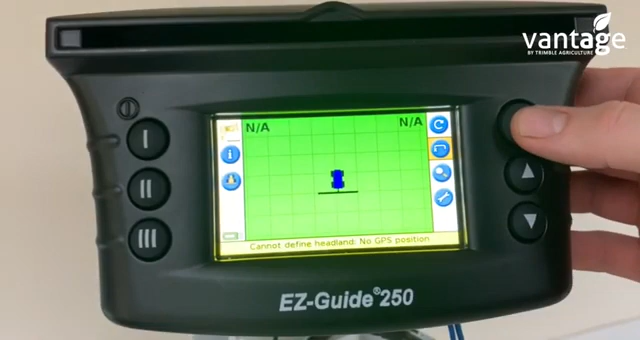 vantage
BY TRIMBLE AGRICULTURE
N/A
N/A
I
II
III
Cannot define headland: No GPS position
EZ-Guide®250